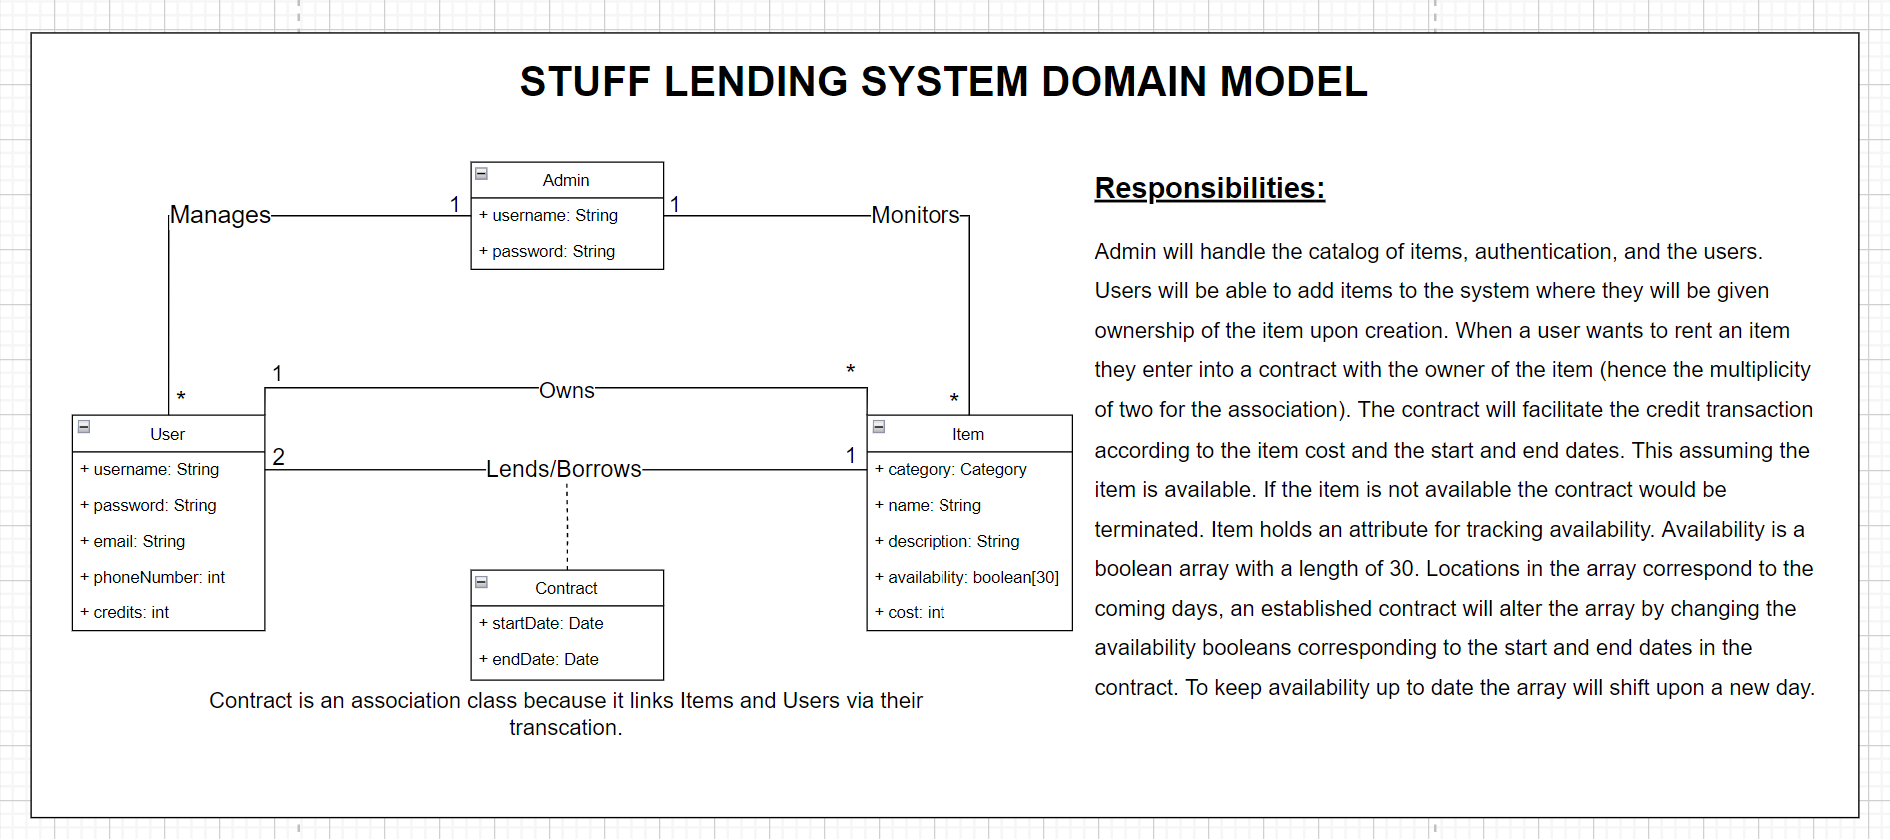 STUFF LENDING SYSTEM DOMAIN MODEL
Admin
+ username: String
+ password: String
Manages
1
*
1
Monitors
*
1
Owns
*
2
Lends/Borrows
1
User
+ username: String
+ password: String
+ email: String
+ phoneNumber: int
+ credits: int
Item
+ category: Category
+ name: String
+ description: String
+ availability: boolean[30]
+ cost: int
Contract
+ startDate: Date
+ endDate: Date
Contract is an association class because it links Items and Users via their
transcation.
Responsibilities:
Admin will handle the catalog of items, authentication, and the users.
Users will be able to add items to the system where they will be given
ownership of the item upon creation. When a user wants to rent an item
they enter into a contract with the owner of the item (hence the multiplicity
of two for the association). The contract will facilitate the credit transaction
according to the item cost and the start and end dates. This assuming the
item is available. If the item is not available the contract would be
terminated. Item holds an attribute for tracking availability. Availability is a
boolean array with a length of 30. Locations in the array correspond to the
coming days, an established contract will alter the array by changing the
availability booleans corresponding to the start and end dates in the
contract. To keep availability up to date the array will shift upon a new day.